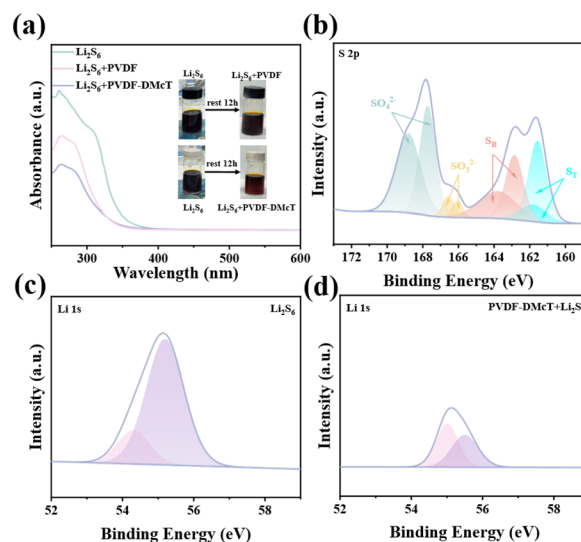 (a)
Li₂S₆
Li₂S₆+PVDF
Li₂S₆+PVDF-DMcT
Li₂S₆
Li₂S₆+PVDF
rest 12h
rest 12h
Li₂S₆
Li₂S₆+PVDF-DMcT
Absorbance (a.u.)
300 400 500 600
Wavelength (nm)
(b)
S 2p
SO₄²⁻
SO₃²⁻
S_B
S_T
Intensity (a.u.)
172 170 168 166 164 162 160
Binding Energy (eV)
(c)
Li 1s
Li₂S₆
Intensity (a.u.)
52 54 56 58
Binding Energy (eV)
(d)
Li 1s
PVDF-DMcT+Li₂S
Intensity (a.u.)
52 54 56 58
Binding Energy (eV)